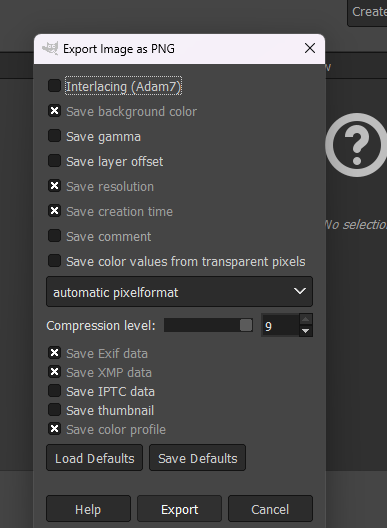 Create
Export Image as PNG
Interlacing (Adam7)
Save background color
Save gamma
Save layer offset
Save resolution
Save creation time
Save comment
Save color values from transparent pixels
automatic pixelformat
Compression level: 9
Save Exif data
Save XMP data
Save IPTC data
Save thumbnail
Save color profile
Load Defaults Save Defaults
Help Export Cancel
?
No selectio